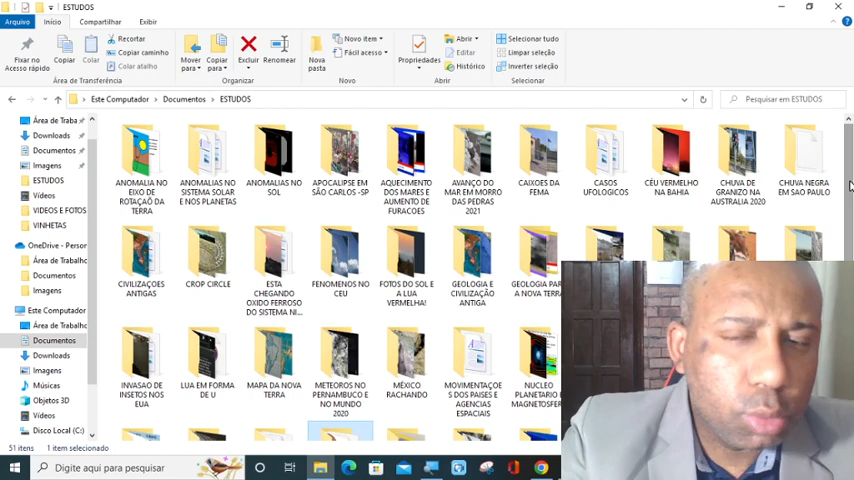 ESTUDOS
Arquivo
Início
Compartilhar
Exibir
Fixar no
Acesso rápido
Copiar
Colar
Recortar
Copiar caminho
Colar atalho
Área de Transferência
Mover
para
Copiar
para
Excluir
Renomear
Organizar
Nova
pasta
Novo item
Fácil acesso
Novo
Propriedades
Abrir
Editar
Histórico
Abrir
Selecionar tudo
Limpar seleção
Inverter seleção
Selecionar
Este Computador
Documentos
ESTUDOS
Pesquisar em ESTUDOS
Área de Traba
Downloads
Documentos
Imagens
ESTUDOS
Vídeos
VIDEOS E FOTOS
VINHETAS
OneDrive - Person
Área de Trabalho
Documentos
Imagens
Este Computador
Área de Trabalho
Documentos
Downloads
Imagens
Músicas
Objetos 3D
Vídeos
Disco Local (C:)
ANOMALIA NO
EIXO DE
ROTAÇAÕ DA
TERRA
ANOMALIAS NO
SISTEMA SOLAR
E NOS PLANETAS
ANOMALIAS NO
SOL
APOCALIPSE EM
SÃO CARLOS -SP
AQUECIMENTO
DOS MARES E
AUMENTO DE
FURACOES
AVANÇO DO
MAR EM MORRO
DAS PEDRAS
2021
CAIXÕES DA
FEMA
CASOS
UFOLOGICOS
CÉU VERMELHO
NA BAHIA
CHUVA DE
GRANIZO NA
AUSTRALIA 2020
CHUVA NEGRA
EM SAO PAULO
CIVILIZAÇOES
ANTIGAS
CROP CIRCLE
ESTA
CHEGANDO
OXIDO FERROSO
DO SISTEMA NI...
FENOMENOS NO
CEU
FOTOS DO SOL E
A LUA
VERMELHA!
GEOLOGIA E
CIVILIZAÇÃO
ANTIGA
GEOLOGIA PAR
A NOVA TERRA
INVASAO DE
INSETOS NOS
EUA
LUA EM FORMA
DE U
MAPA DA NOVA
TERRA
METEOROS NO
PERNAMBUCO E
NO MUNDO
2020
MÉXICO
RACHANDO
MOVIMENTAÇOE
S DOS PAISES E
AGENCIAS
ESPACIAIS
NUCLEO
PLANETARIO
MAGNETOSFER
51 itens
1 item selecionado
Digite aqui para pesquisar